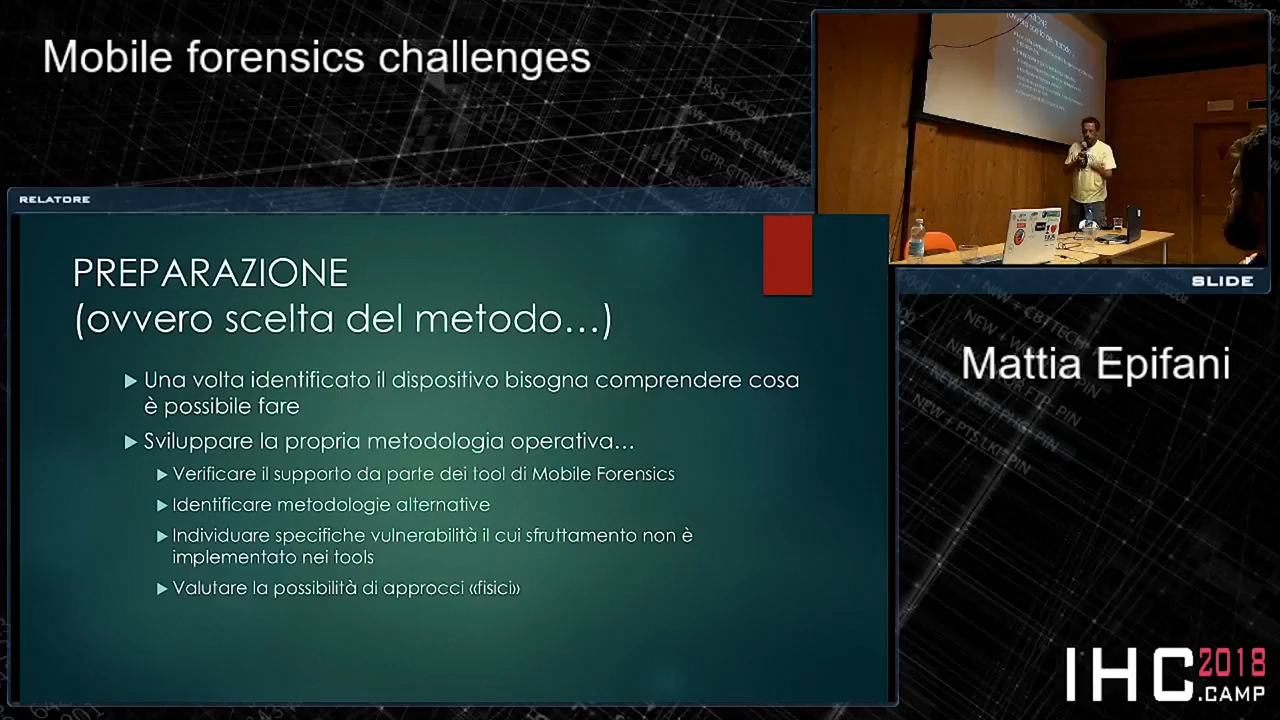 Mobile forensics challenges
RELATORE
PREPARAZIONE
(ovvero scelta del metodo...)
Una volta identificato il dispositivo bisogna comprendere cosa
è possibile fare
Sviluppare la propria metodologia operativa...
Verificare il supporto da parte dei tool di Mobile Forensics
Identificare metodologie alternative
Individuare specifiche vulnerabilità il cui sfruttamento non è
implementato nei tools
Valutare la possibilità di approcci «fisici»
SLIDE
Mattia Epifani
IHC 2018
.CAMP